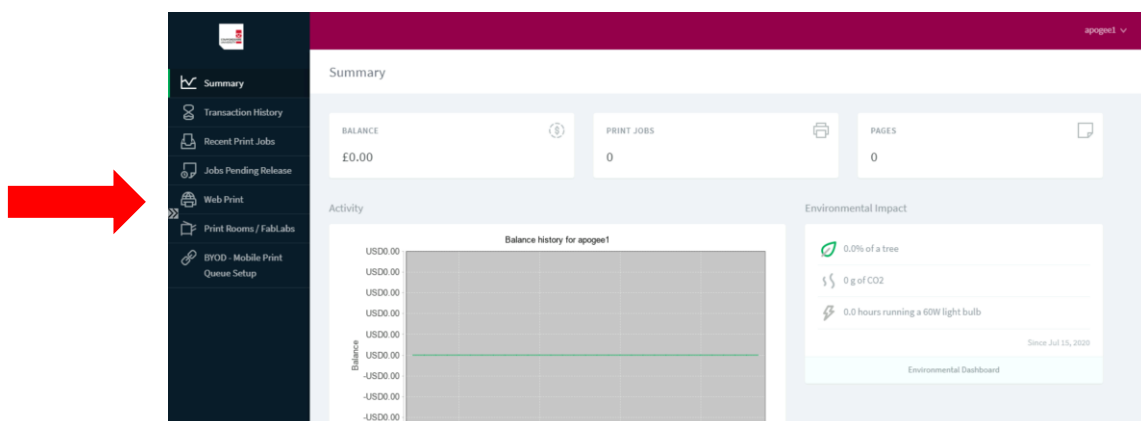 apogee1
Summary
Transaction History
Recent Print Jobs
Jobs Pending Release
Web Print
Print Rooms / FabLabs
BYOD - Mobile Print
Queue Setup
Summary
BALANCE
£0.00
PRINT JOBS
0
PAGES
0
Activity
Balance history for apogee1
USD0.00
USD0.00
USD0.00
USD0.00
USD0.00
USD0.00
-USD0.00
-USD0.00
-USD0.00
Balance
Environmental Impact
0.0% of a tree
0 g of CO2
0.0 hours running a 60W light bulb
Since Jul 15, 2020
Environmental Dashboard